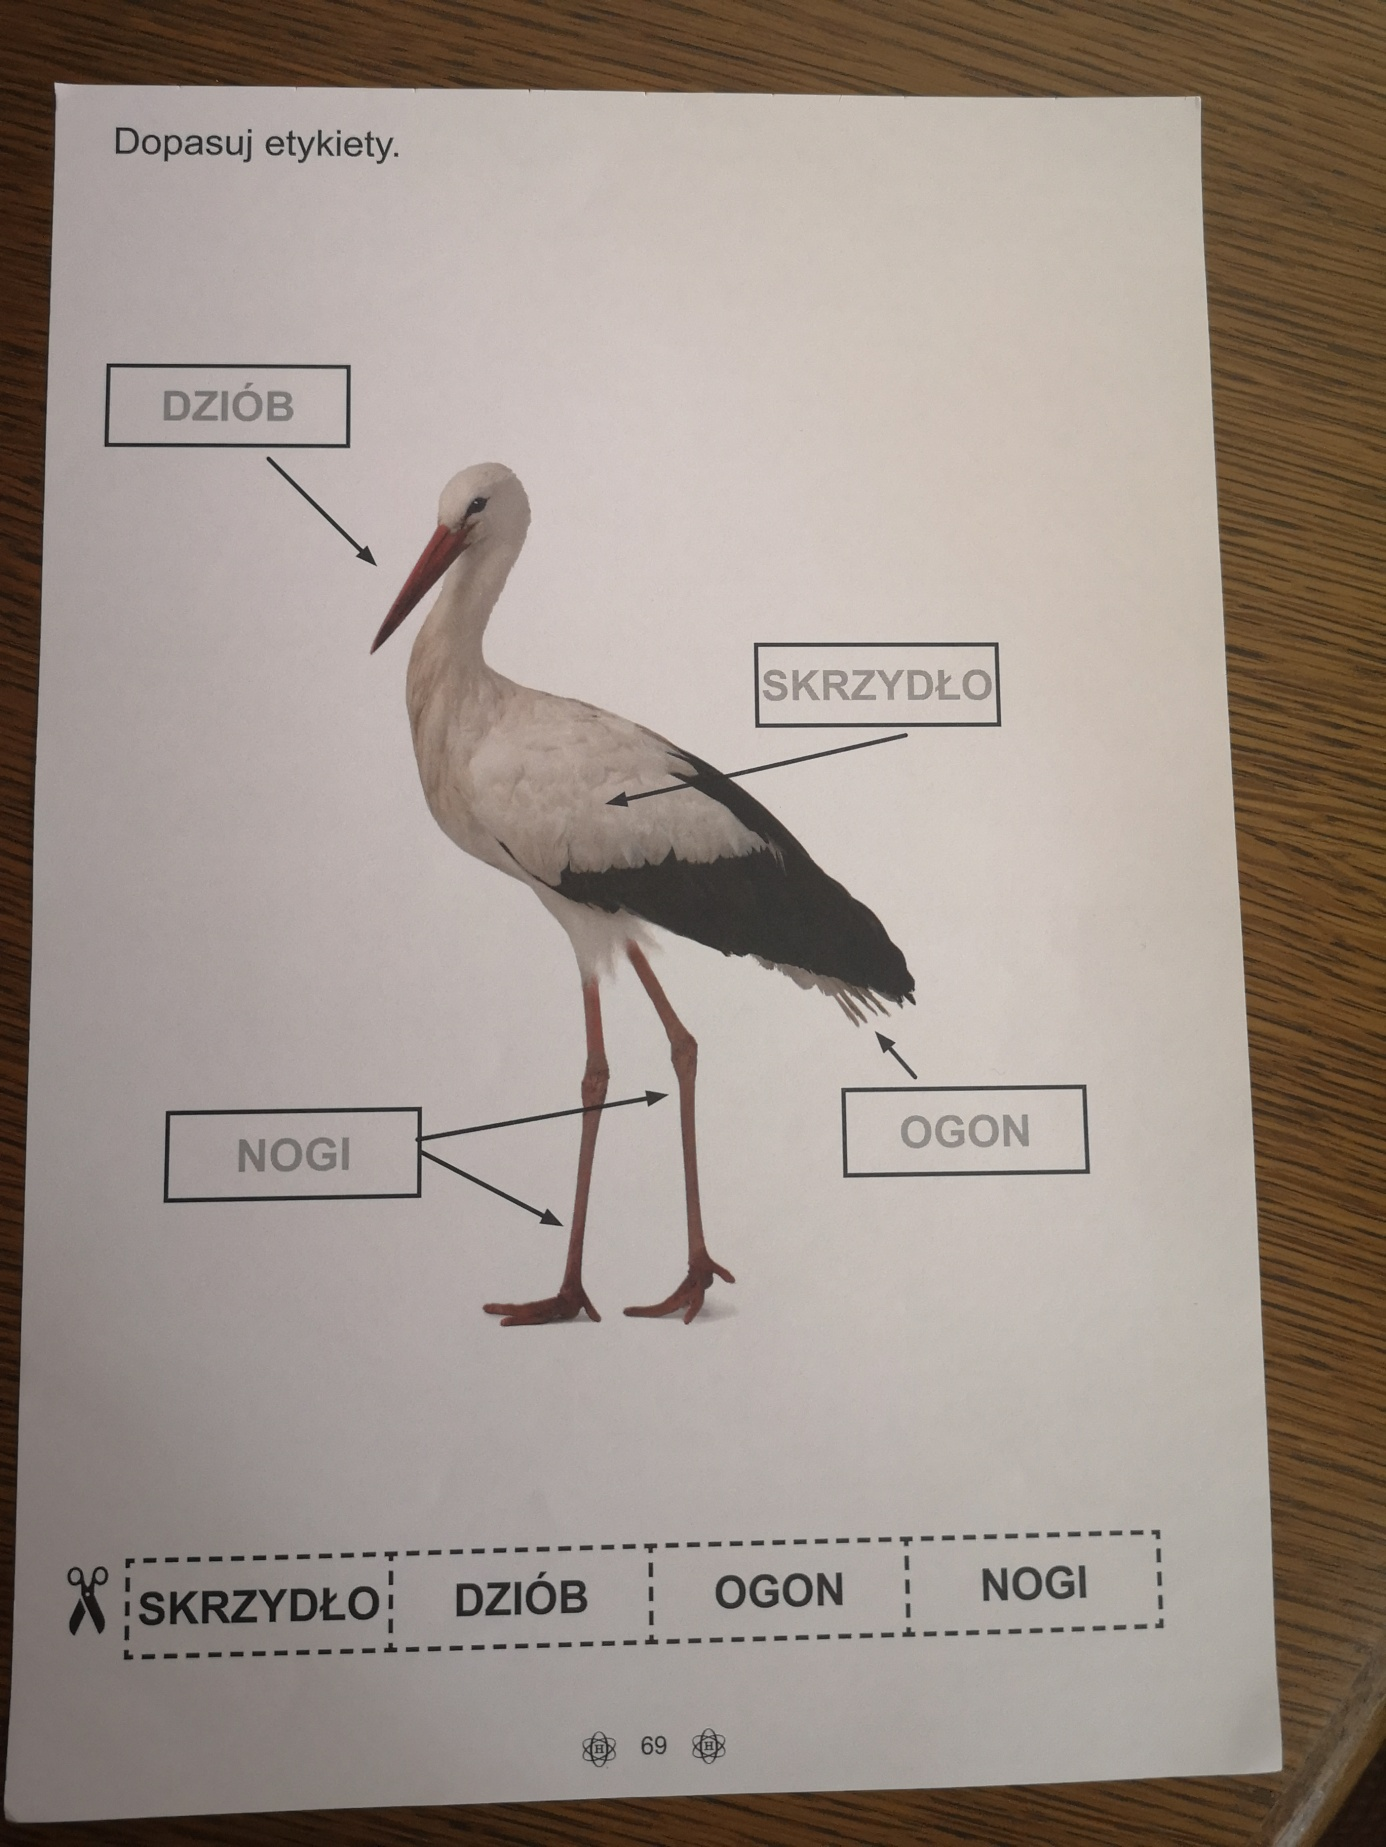 Dopasuj etykiety.
DZIÓB
SKRZYDŁO
OGON
NOGI
SKRZYDŁO DZIÓB OGON NOGI
H 69 H